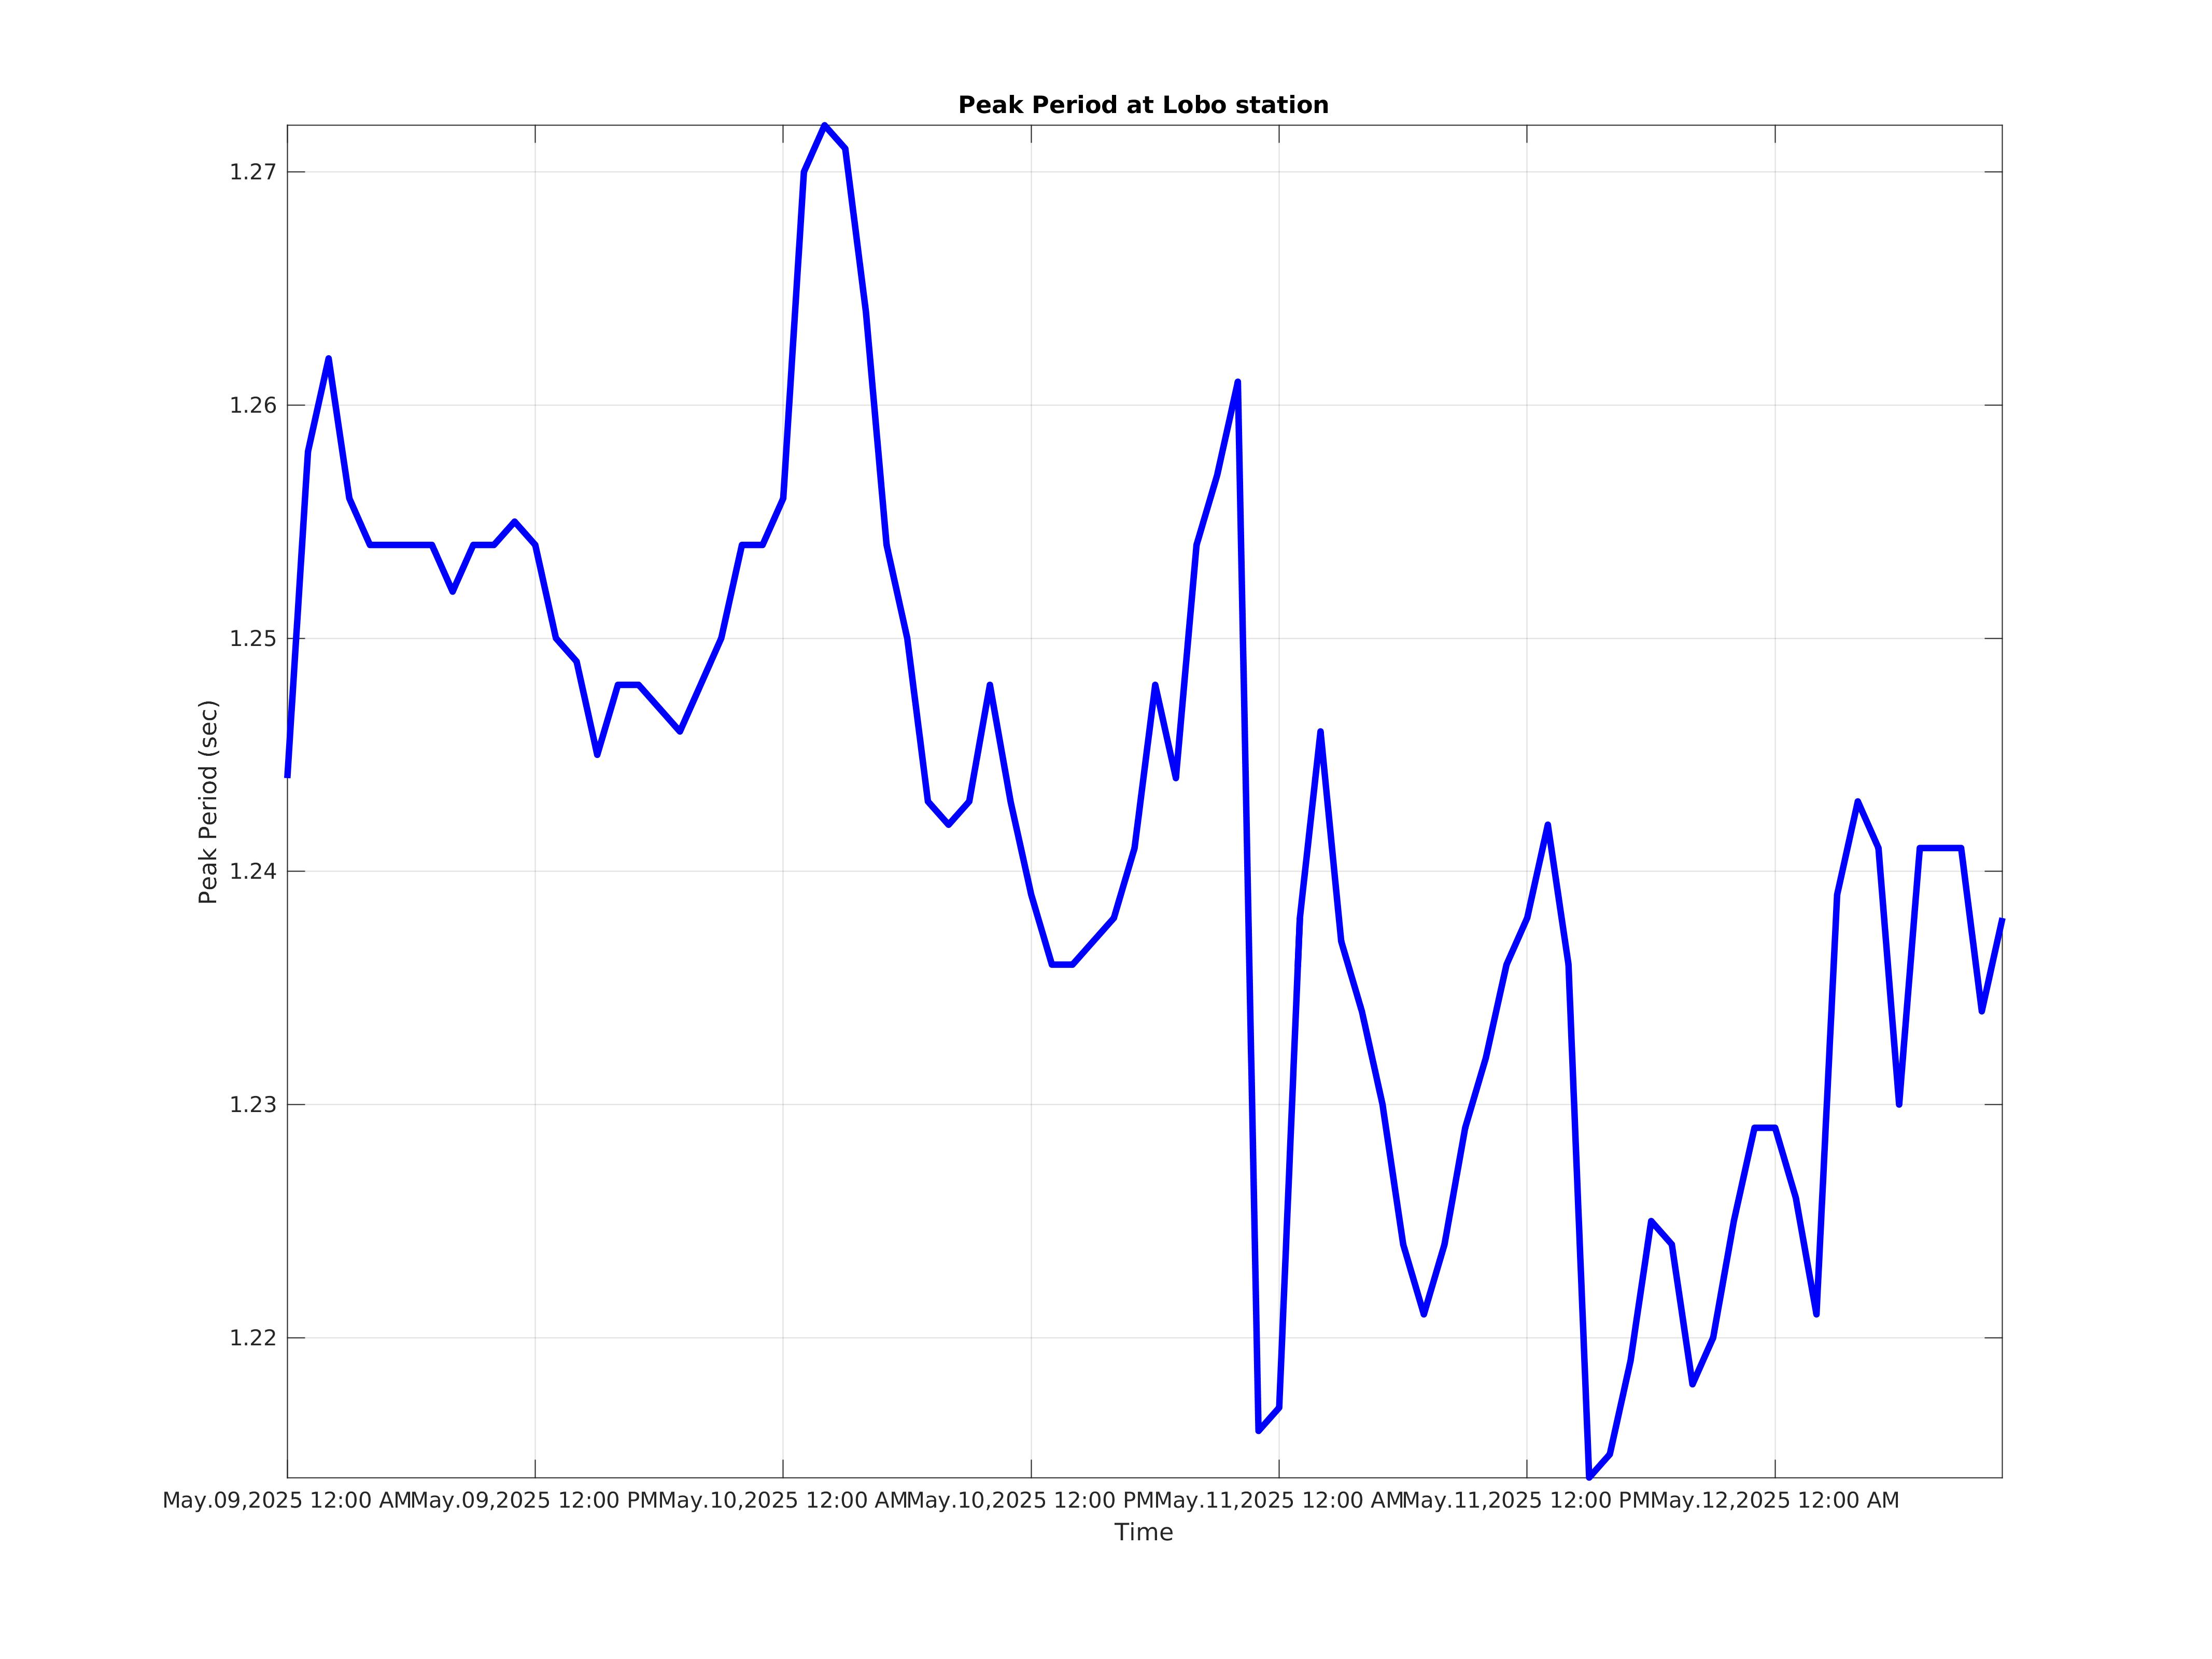 Peak Period at Lobo station
1.27
1.26
1.25
1.24
1.23
1.22
Peak Period (sec)
May.09,2025 12:00 AM May.09,2025 12:00 PM May.10,2025 12:00 AM May.10,2025 12:00 PM May.11,2025 12:00 AM May.11,2025 12:00 PM May.12,2025 12:00 AM
Time